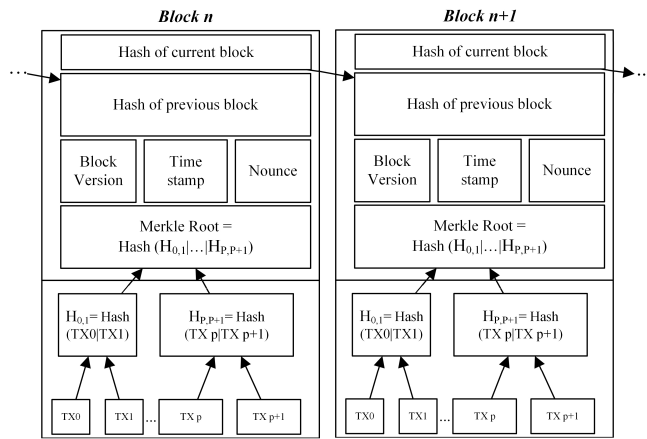 Block n
Hash of current block
...
Hash of previous block
Block
Version
Time
stamp
Nounce
Merkle Root =
Hash (H0,1|…|HP,P+1)
H0,1= Hash
(TX0|TX1)
HP,P+1= Hash
(TX p|TX p+1)
TX0
TX1
...
TX p
TX p+1
Block n+1
Hash of current block
Hash of previous block
..
Block
Version
Time
stamp
Nounce
Merkle Root =
Hash (H0,1|…|HP,P+1)
H0,1= Hash
(TX0|TX1)
HP,P+1= Hash
(TX p|TX p+1)
TX0
TX1
...
TX p
TX p+1